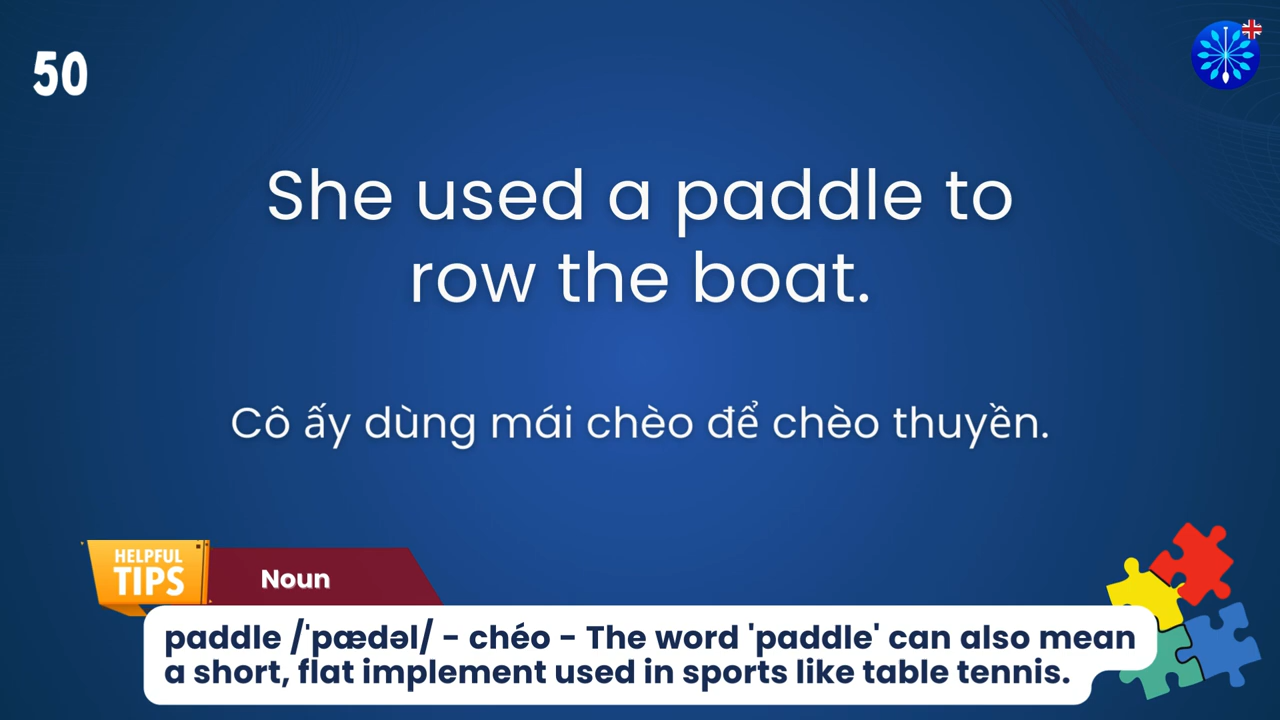 50
She used a paddle to
row the boat.
Cô ấy dùng mái chèo để chèo thuyền.
HELPFUL
TIPS
Noun
paddle /ˈpædəl/ - chéo - The word 'paddle' can also mean
a short, flat implement used in sports like table tennis.